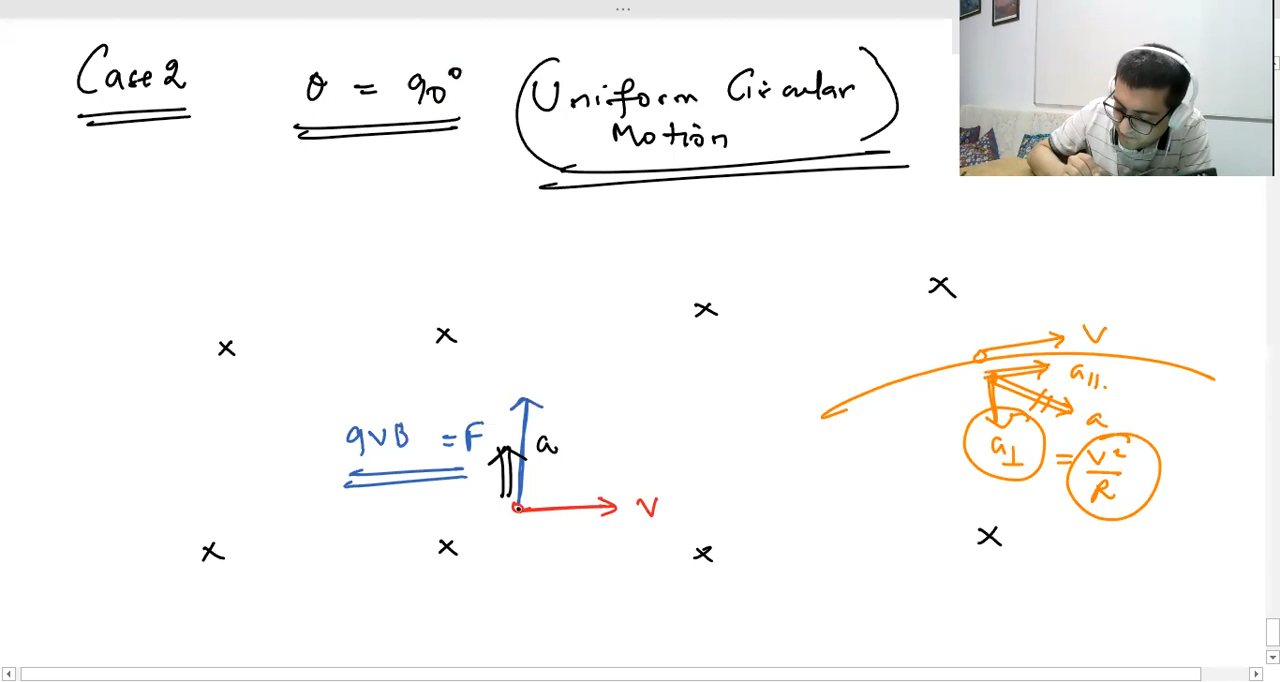 Case 2
θ = 90°
(Uniform Circular
Motion)
x x x x
V
a||
a
a⊥ = V²/R
qVB = F
a
V
x x x x